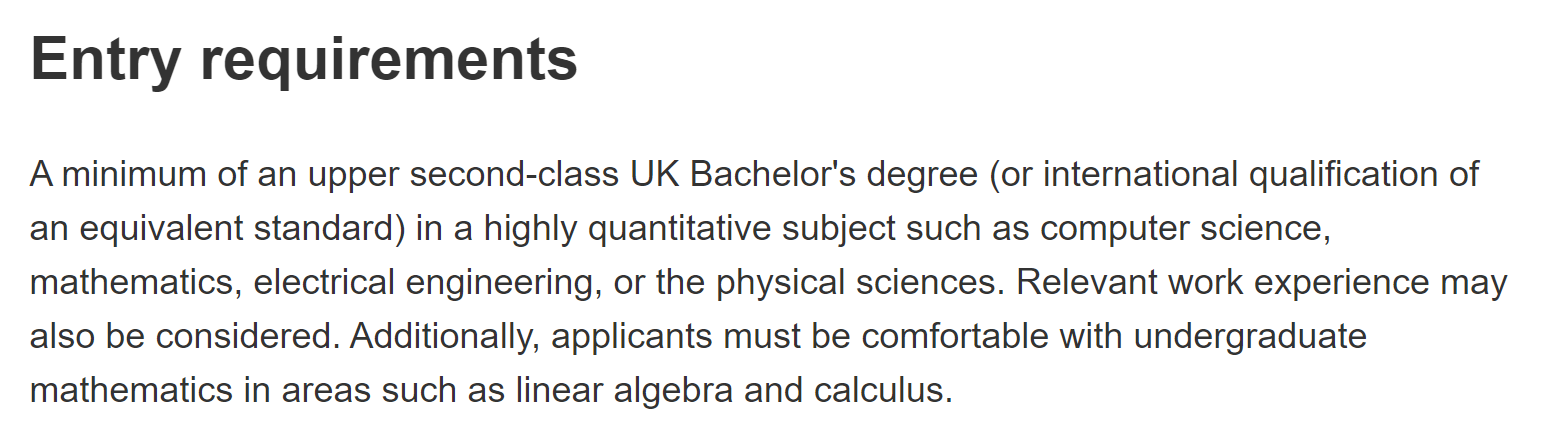 Entry requirements
A minimum of an upper second-class UK Bachelor's degree (or international qualification of
an equivalent standard) in a highly quantitative subject such as computer science,
mathematics, electrical engineering, or the physical sciences. Relevant work experience may
also be considered. Additionally, applicants must be comfortable with undergraduate
mathematics in areas such as linear algebra and calculus.